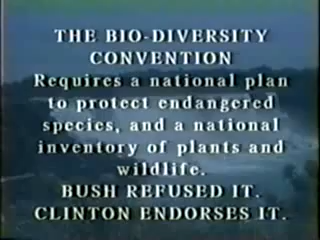 THE BIO-DIVERSITY
CONVENTION
Requires a national plan
to protect endangered
species, and a national
inventory of plants and
wildlife.
BUSH REFUSED IT.
CLINTON ENDORSES IT.